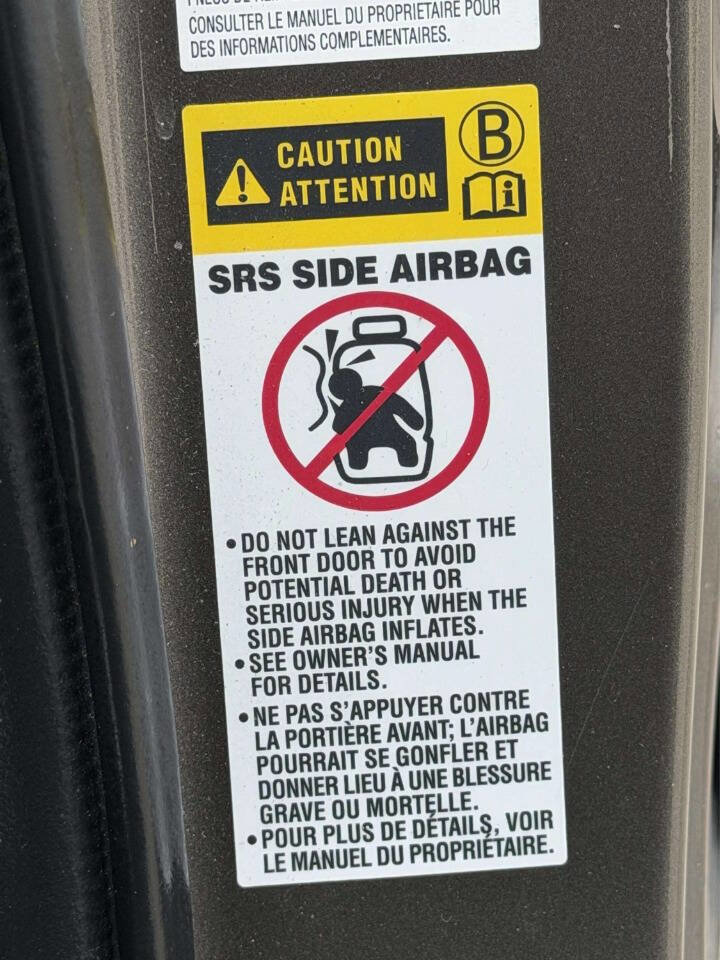 CONSULTER LE MANUEL DU PROPRIETAIRE POUR
DES INFORMATIONS COMPLEMENTAIRES.
CAUTION
ATTENTION
B
i
SRS SIDE AIRBAG
•DO NOT LEAN AGAINST THE
FRONT DOOR TO AVOID
POTENTIAL DEATH OR
SERIOUS INJURY WHEN THE
SIDE AIRBAG INFLATES.
•SEE OWNER'S MANUAL
FOR DETAILS.
•NE PAS S'APPUYER CONTRE
LA PORTIÈRE AVANT; L'AIRBAG
POURRAIT SE GONFLER ET
DONNER LIEU À UNE BLESSURE
GRAVE OU MORTELLE.
•POUR PLUS DE DÉTAILS, VOIR
LE MANUEL DU PROPRIÉTAIRE.